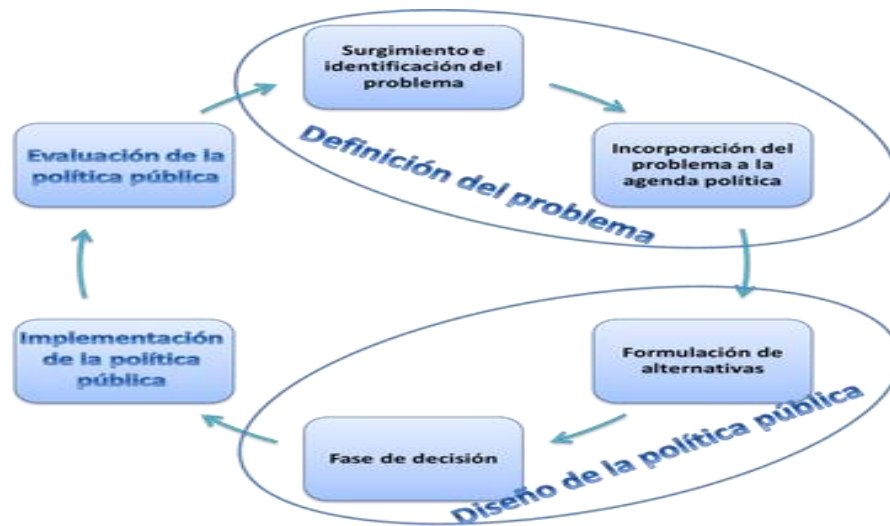 Surgimiento e
identificación del
problema
Incorporación del
problema a la
agenda política
Definición del problema
Formulación de
alternativas
Fase de decisión
Diseño de la política pública
Implementación
de la política
pública
Evaluación de la
política pública